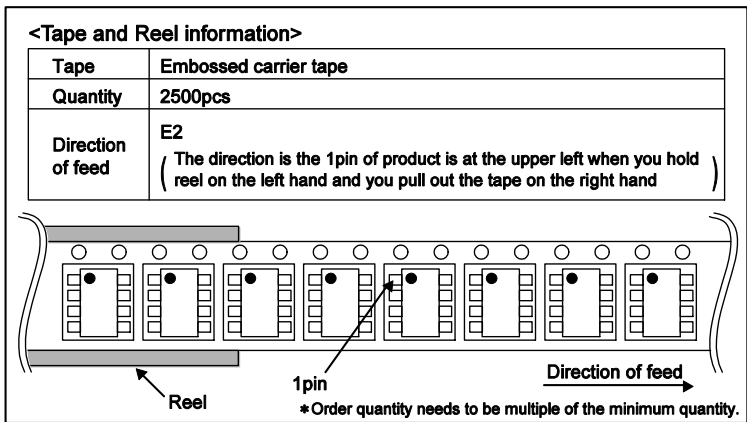 <Tape and Reel information>
Tape Embossed carrier tape
Quantity 2500pcs
Direction of feed
E2
( The direction is the 1pin of product is at the upper left when you hold
reel on the left hand and you pull out the tape on the right hand )
1pin
Reel
Direction of feed
*Order quantity needs to be multiple of the minimum quantity.